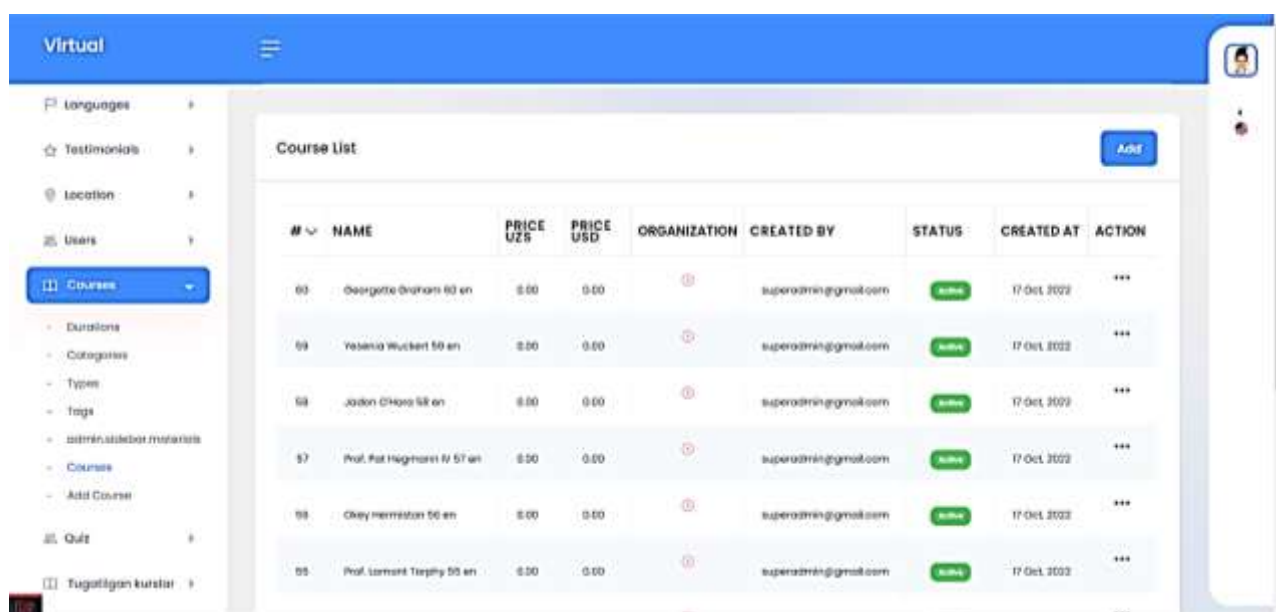 Virtual
Languages
Testimonials
Location
Users
Courses
Durations
Categories
Types
Tags
admin.sidebar.materials
Courses
Add Course
Quiz
Tugatilgan kurslar
Course List
Add
# NAME PRICE UZS PRICE USD ORGANIZATION CREATED BY STATUS CREATED AT ACTION
60 Georgette Graham 60 en 0.00 0.00 superadmin@gmail.com Active 17 Oct, 2022
59 Yesenia Wuckert 59 en 0.00 0.00 superadmin@gmail.com Active 17 Oct, 2022
58 Jadon O'Hara 58 en 0.00 0.00 superadmin@gmail.com Active 17 Oct, 2022
57 Prof. Pat Hegmann IV 57 en 0.00 0.00 superadmin@gmail.com Active 17 Oct, 2022
56 Okey Hermiston 56 en 0.00 0.00 superadmin@gmail.com Active 17 Oct, 2022
55 Prof. Lamont 55 en 0.00 0.00 superadmin@gmail.com Active 17 Oct, 2022